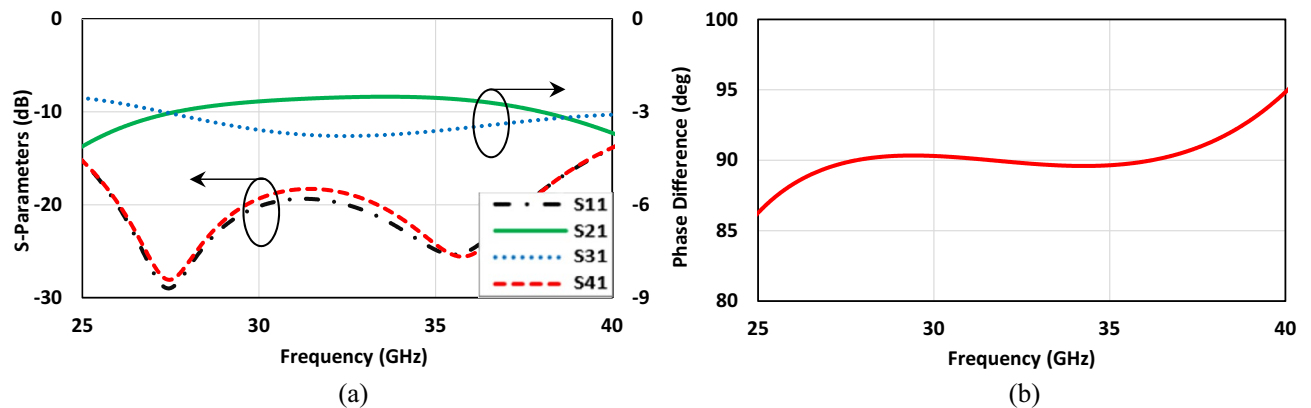 0
-10
-20
-30
S-Parameters (dB)
0
-3
-6
-9
S11
S21
S31
S41
25
30
35
40
Frequency (GHz)
(a)
100
95
90
85
80
Phase Difference (deg)
25
30
35
40
Frequency (GHz)
(b)